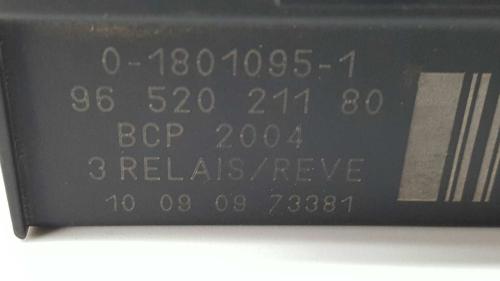 0-1801095-1
96 520 211 80
BCP 2004
3 RELAIS/REVE
10 09 09 73381